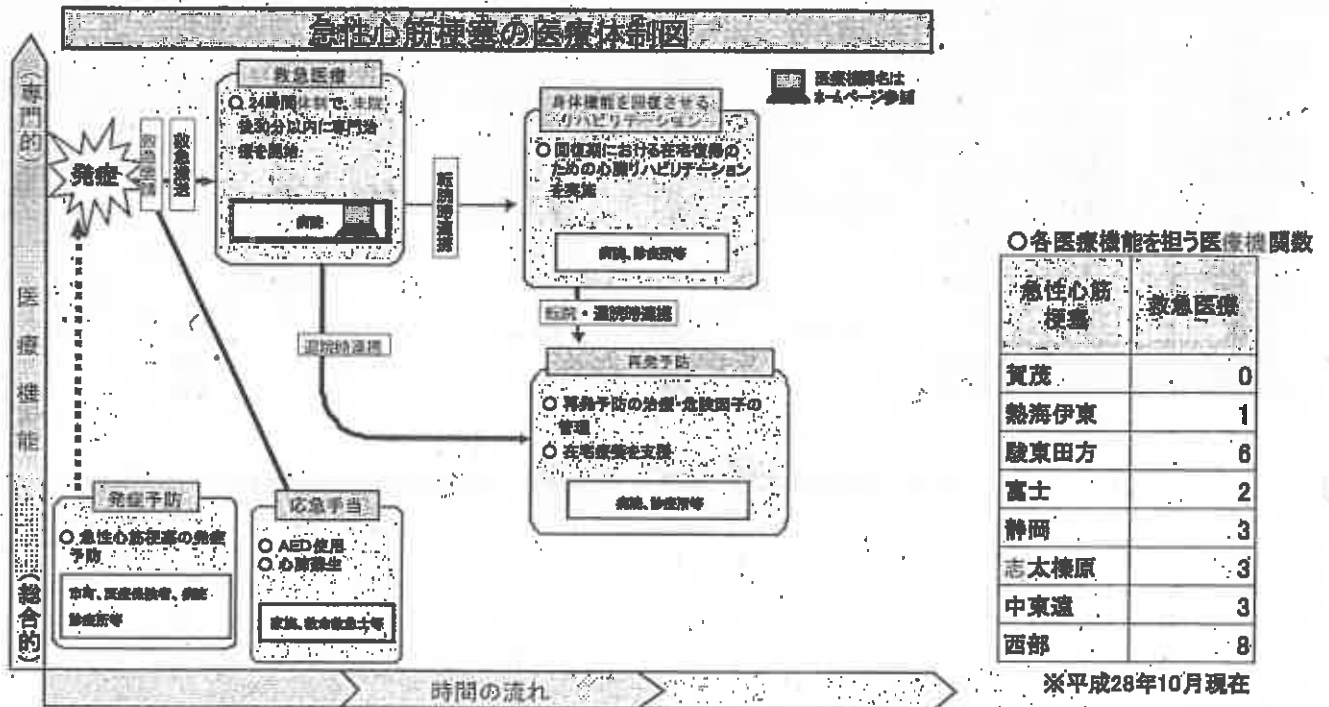 急性心筋梗塞の医療体制図
(専門的)
医療機能
(総合的)
発症
救急要請
救急搬送
救急医療
○ 24時間体制で、来院
後30分以内に専門治
療を開始
病院
転院時連携
医療機関名は
ホームページ参照
身体機能を回復させる
リハビリテーション
○ 回復期における在宅復帰の
ための心臓リハビリテーション
を実施
病院、診療所等
転院・退院時連携
退院時連携
再発予防
○ 再発予防の治療・危険因子の
管理
○ 在宅療養を支援
病院、診療所等
発症予防
○ 急性心筋梗塞の発症
予防
市町、医療保険者、病院
診療所等
応急手当
○ AED使用
○ 心肺蘇生
家族、救命救急士等
時間の流れ
○各医療機能を担う医療機関数
急性心筋
梗塞 救急医療
賀茂 0
熱海伊東 1
駿東田方 6
富士 2
静岡 3
志太榛原 3
中東遠 3
西部 8
※平成28年10月現在